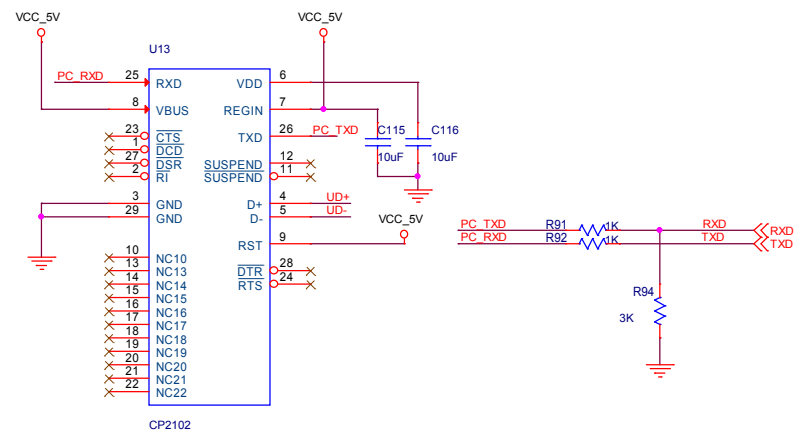 VCC_5V
VCC_5V
U13
PC_RXD 25 RXD VDD 6
8 VBUS REGIN 7
23 CTS TXD 26 PC_TXD C115 C116
1 DCD
27 DSR SUSPEND 12 10uF 10uF
2 RI SUSPEND 11
3 GND D+ 4 UD+
29 GND D- 5 UD-
VCC_5V
RST 9
PC_TXD R91 1K RXD RXD
PC_RXD R92 1K TXD TXD
10 NC10
13 NC13 DTR 28
14 NC14 RTS 24
15 NC15
16 NC16
17 NC17
18 NC18
19 NC19
20 NC20
21 NC21
22 NC22
R94
3K
CP2102